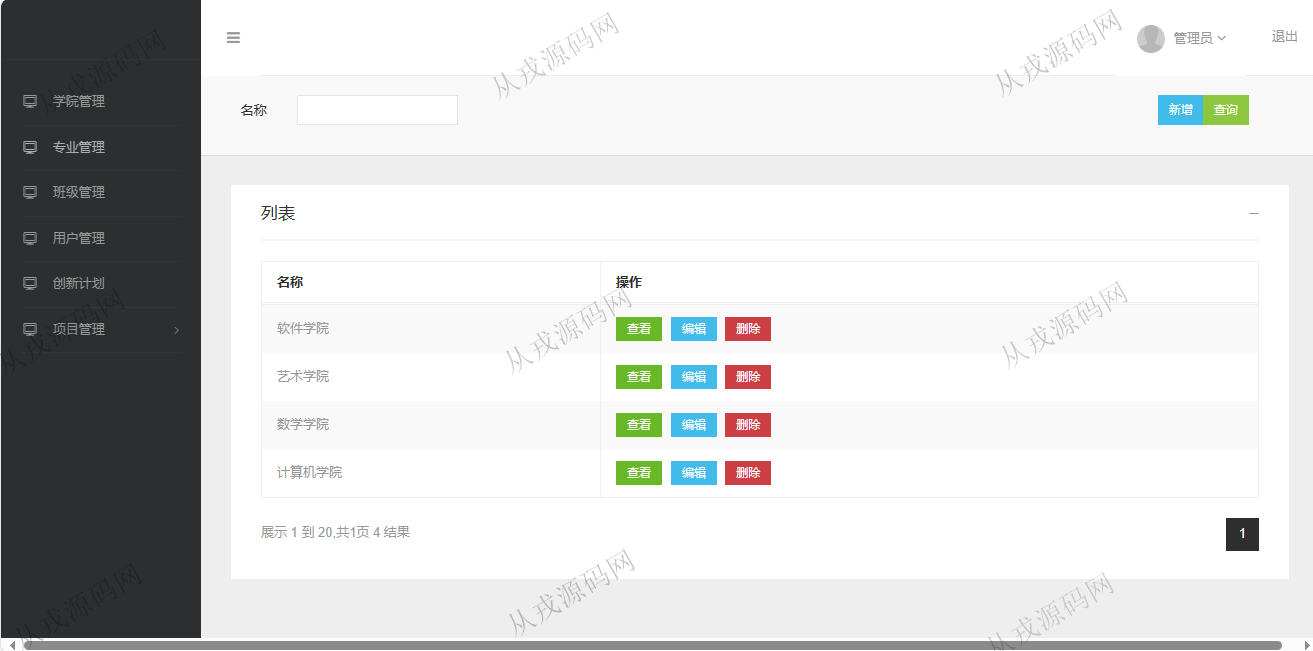 管理员
退出
学院管理
专业管理
班级管理
用户管理
创新计划
项目管理
名称
新增 查询
列表
名称 操作
软件学院 查看 编辑 删除
艺术学院 查看 编辑 删除
数学学院 查看 编辑 删除
计算机学院 查看 编辑 删除
展示 1 到 20,共1页 4 结果
1
从戎源码网
从戎源码网
从戎源码网
从戎源码网
从戎源码网
从戎源码网
从戎源码网
从戎源码网
从戎源码网